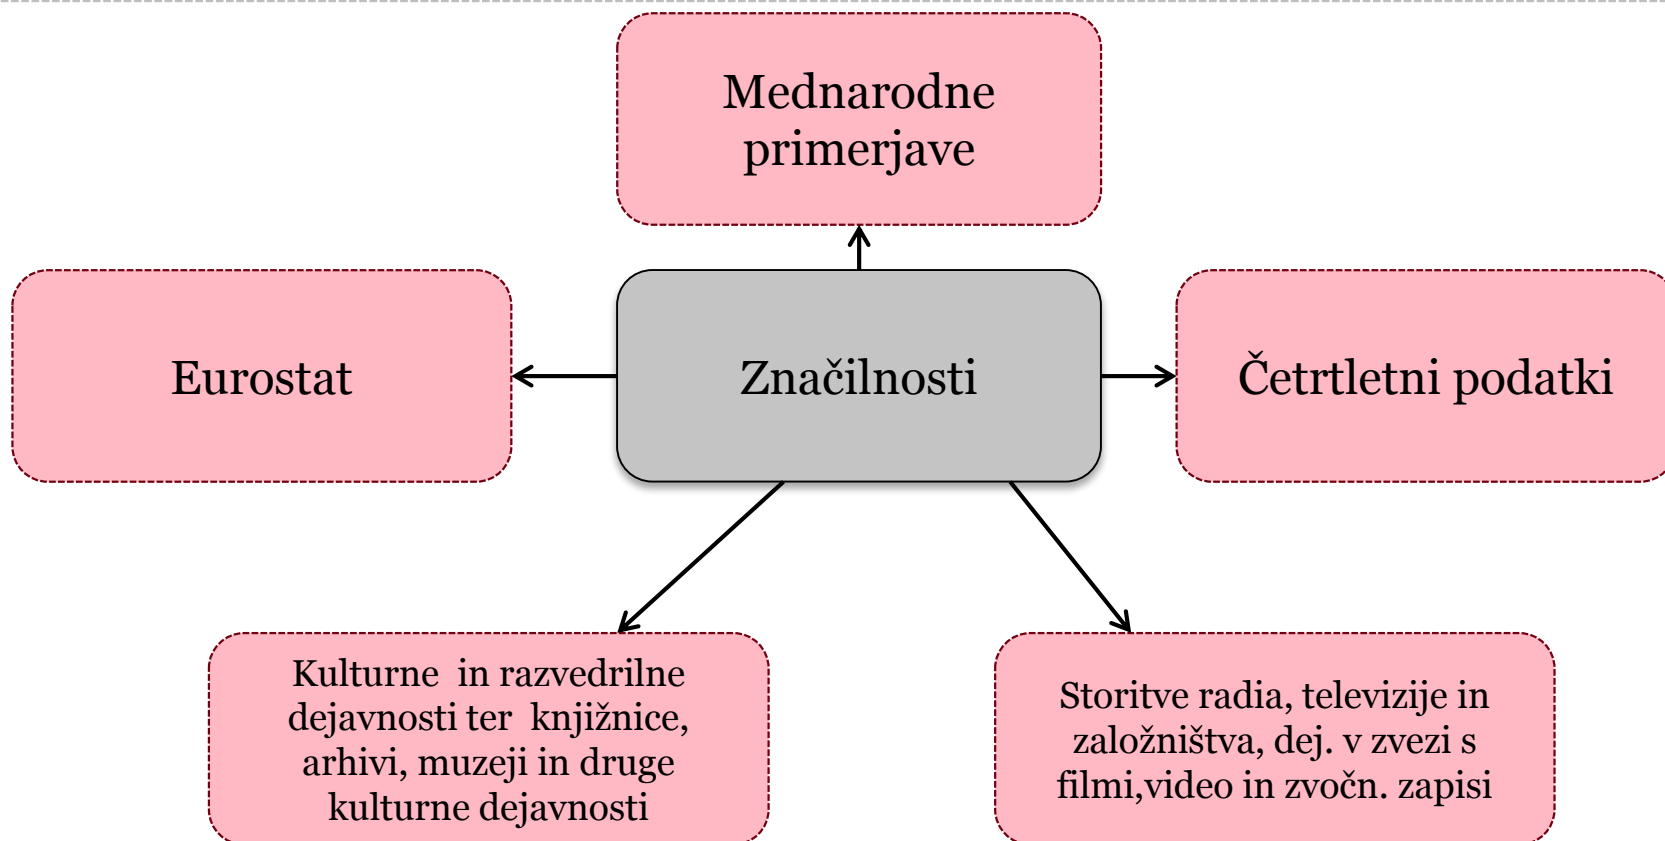 Mednarodne
primerjave
Eurostat
Značilnosti
Četrtletni podatki
Kulturne  in razvedrilne
dejavnosti ter  knjižnice,
arhivi, muzeji in druge
kulturne dejavnosti
Storitve radia, televizije in
založništva, dej. v zvezi s
filmi,video in zvočn. zapisi